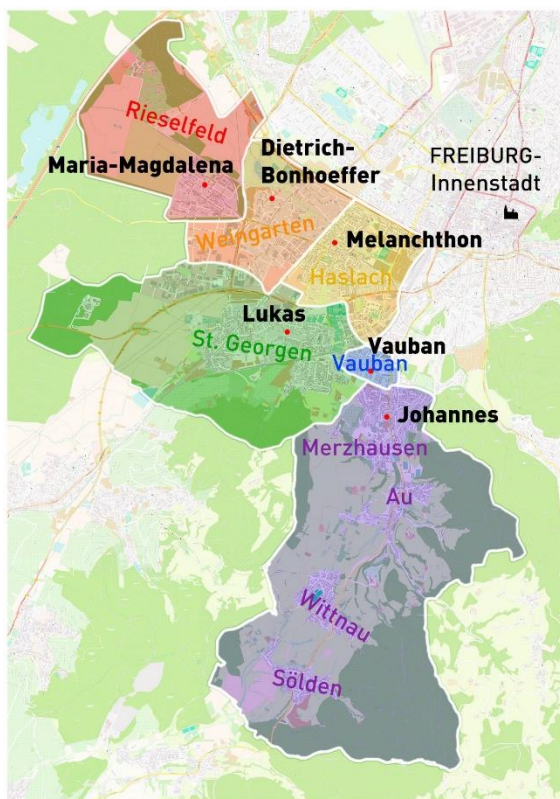 Rieselfeld
Maria-Magdalena
Dietrich-
Bonhoeffer
FREIBURG-
Innenstadt
Weingarten
Melanchthon
Haslach
Lukas
St. Georgen
Vauban
Vauban
Johannes
Merzhausen
Au
Wittnau
Sölden